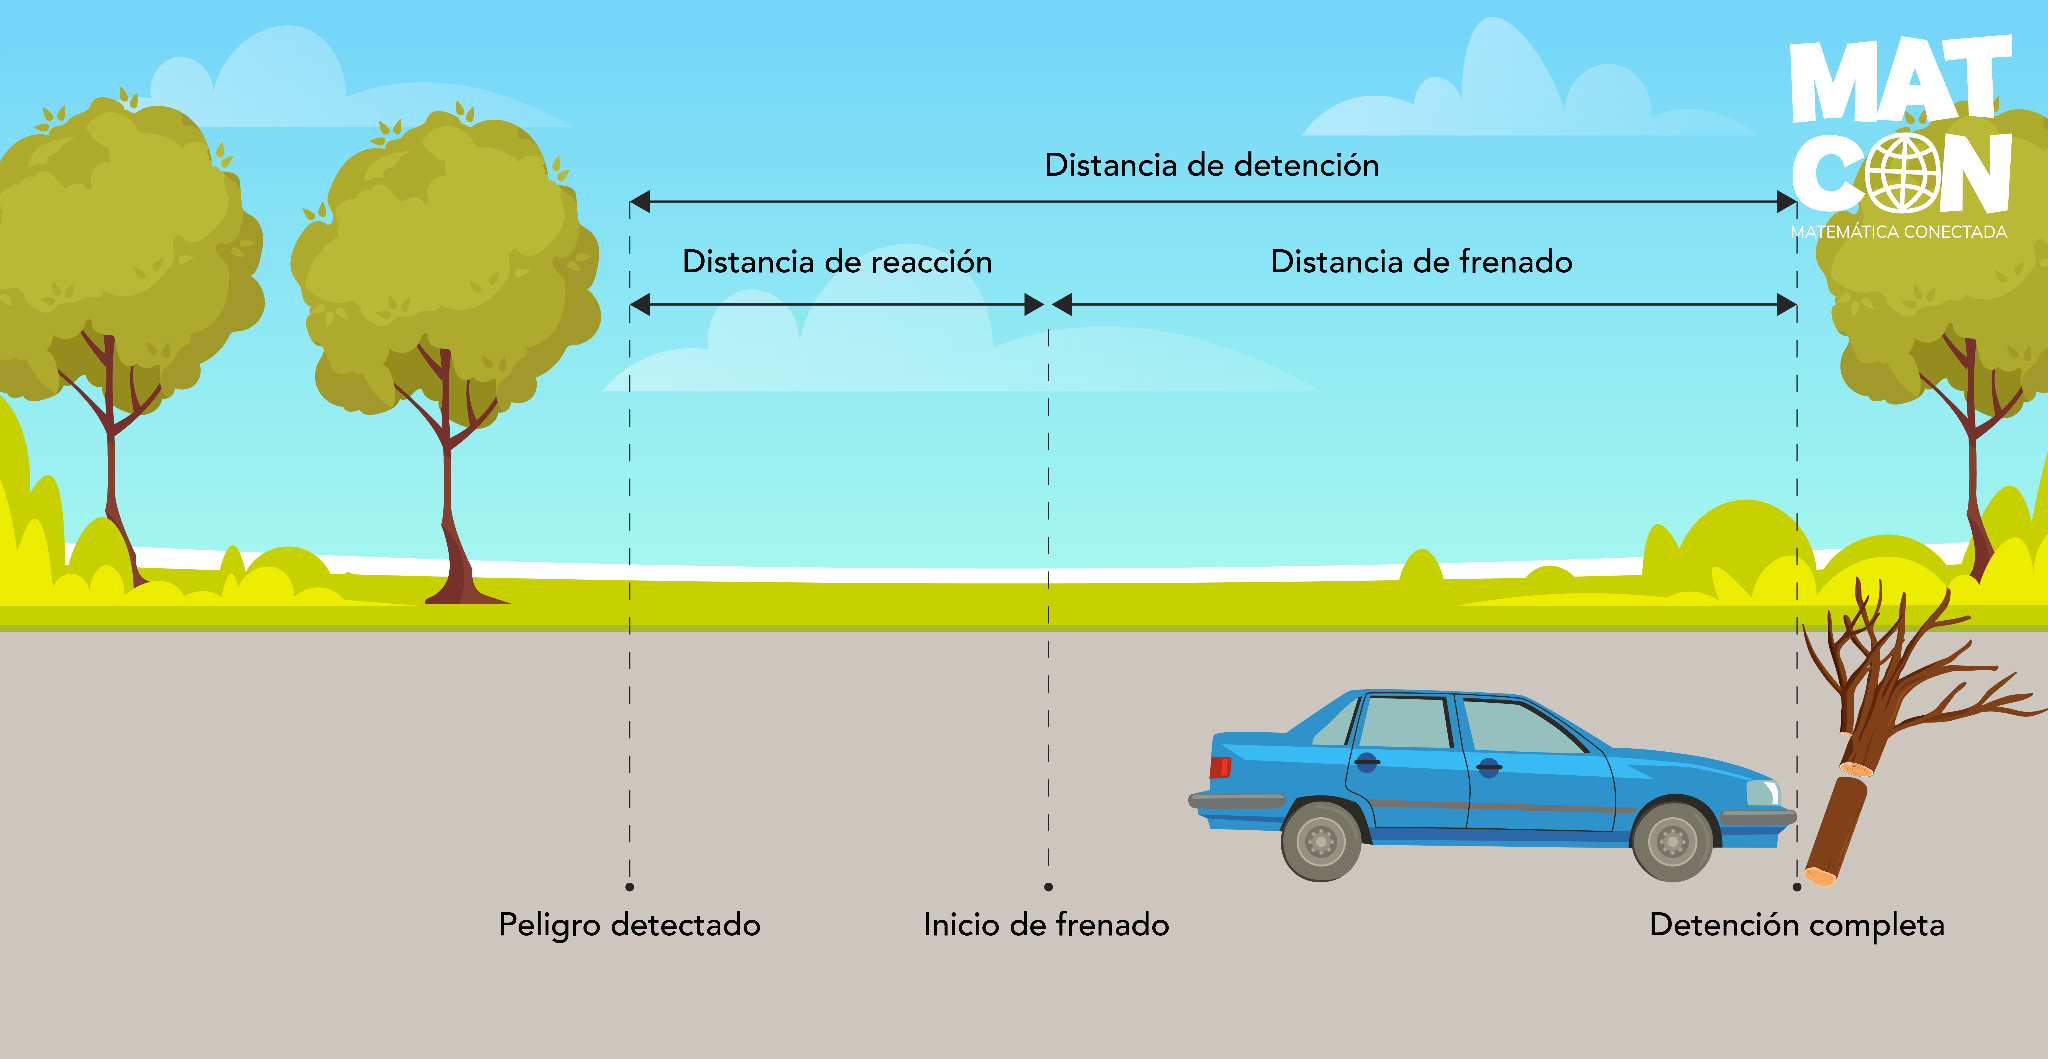 MAT
CON
MATEMÁTICA CONECTADA
Distancia de detención
Distancia de reacción
Distancia de frenado
Peligro detectado
Inicio de frenado
Detención completa